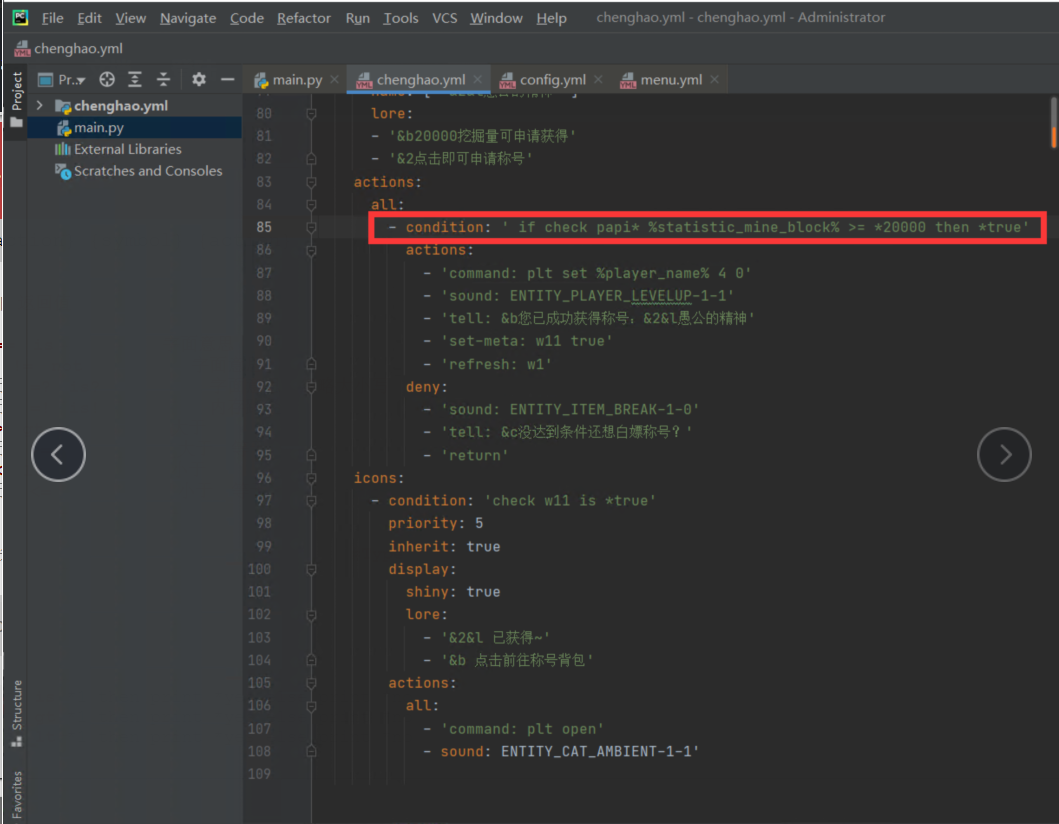 File Edit View Navigate Code Refactor Run Tools VCS Window Help chenghao.yml - chenghao.yml - Administrator
chenghao.yml
Project
Pr..
main.py
chenghao.yml
config.yml
menu.yml
chenghao.yml
main.py
External Libraries
Scratches and Consoles
80 lore:
81 - '&b20000挖掘量可申请获得'
82 - '&2点击即可申请称号'
83 actions:
84 all:
85 - condition: ' if check papi* %statistic_mine_block% >= *20000 then *true'
86 actions:
87 - 'command: plt set %player_name% 4 0'
88 - 'sound: ENTITY_PLAYER_LEVELUP-1-1'
89 - 'tell: &b您已成功获得称号：&2&l愚公的精神'
90 - 'set-meta: w11 true'
91 - 'refresh: w1'
92 deny:
93 - 'sound: ENTITY_ITEM_BREAK-1-0'
94 - 'tell: &c没达到条件还想白嫖称号？'
95 - 'return'
96 icons:
97 - condition: 'check w11 is *true'
98 priority: 5
99 inherit: true
100 display:
101 shiny: true
102 lore:
103 - '&2&l 已获得~'
104 - '&b 点击前往称号背包'
105 actions:
106 all:
107 - 'command: plt open'
108 - sound: ENTITY_CAT_AMBIENT-1-1'
109
Structure
Favorites